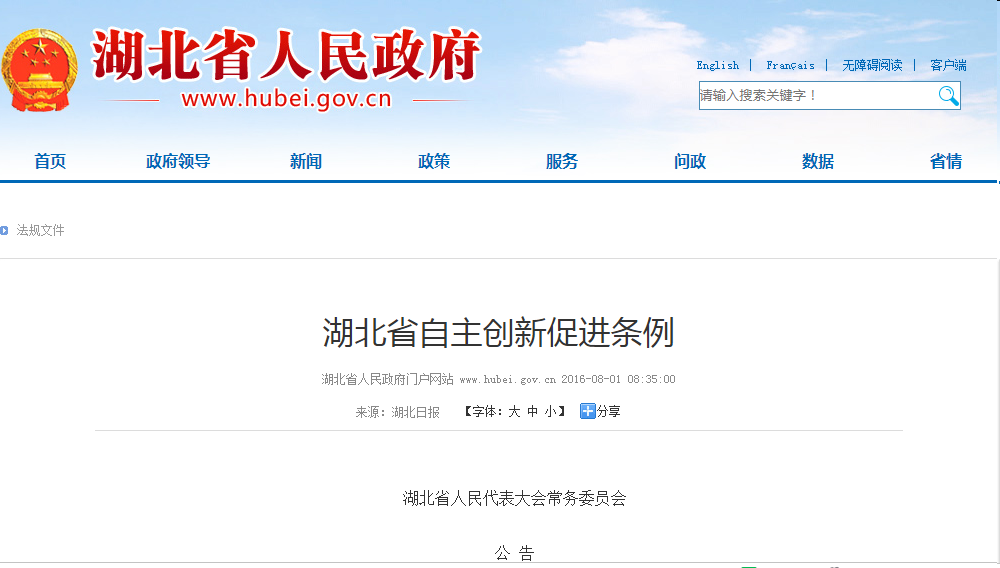 湖北省人民政府
www.hubei.gov.cn
English | Français | 无障碍阅读 | 客户端
请输入搜素关键字！
首页 政府领导 新闻 政策 服务 问政 数据 省情
法规文件
湖北省自主创新促进条例
湖北省人民政府门户网站 www.hubei.gov.cn 2016-08-01 08:35:00
来源：湖北日报 【字体：大 中 小】 分享
湖北省人民代表大会常务委员会
公 告